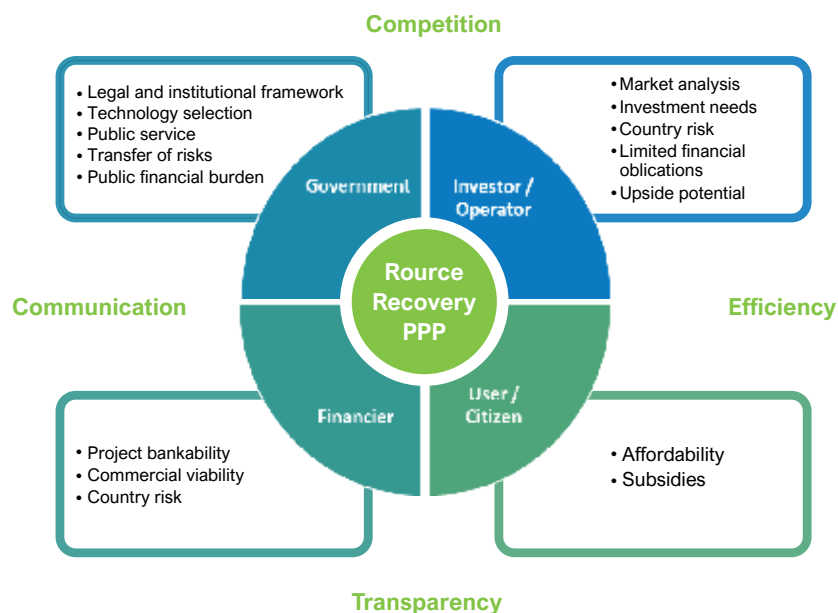 Competition
• Legal and institutional framework
• Technology selection
• Public service
• Transfer of risks
• Public financial burden
• Market analysis
• Investment needs
• Country risk
• Limited financial
oblications
• Upside potential
Government
Investor /
Operator
Rource
Recovery
PPP
Communication
Efficiency
Financier
User /
Citizen
• Project bankability
• Commercial viability
• Country risk
• Affordability
• Subsidies
Transparency